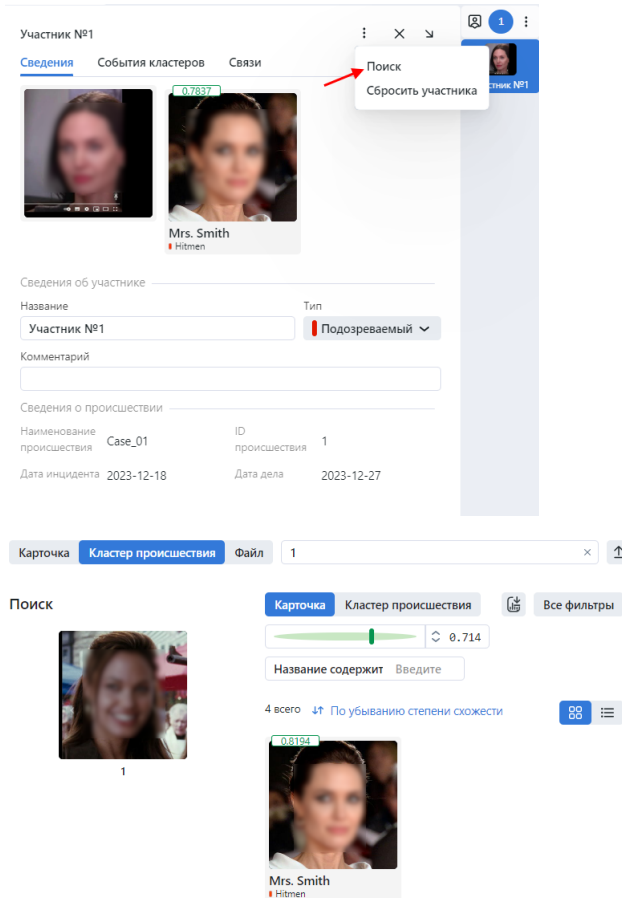 Участник №1
1
Сведения События кластеров Связи
Поиск
Сбросить участника
стник №1
0.7837
Mrs. Smith
Hitmen
Сведения об участнике
Название
Тип
Участник №1
Подозреваемый
Комментарий
Сведения о происшествии
Наименование происшествия
Case_01
ID происшествия
1
Дата инцидента 2023-12-18
Дата дела 2023-12-27
Карточка Кластер происшествия Файл
1
Поиск
Карточка Кластер происшествия
Все фильтры
0.714
Название содержит Введите
4 всего По убыванию степени схожести
1
0.8194
Mrs. Smith
Hitmen